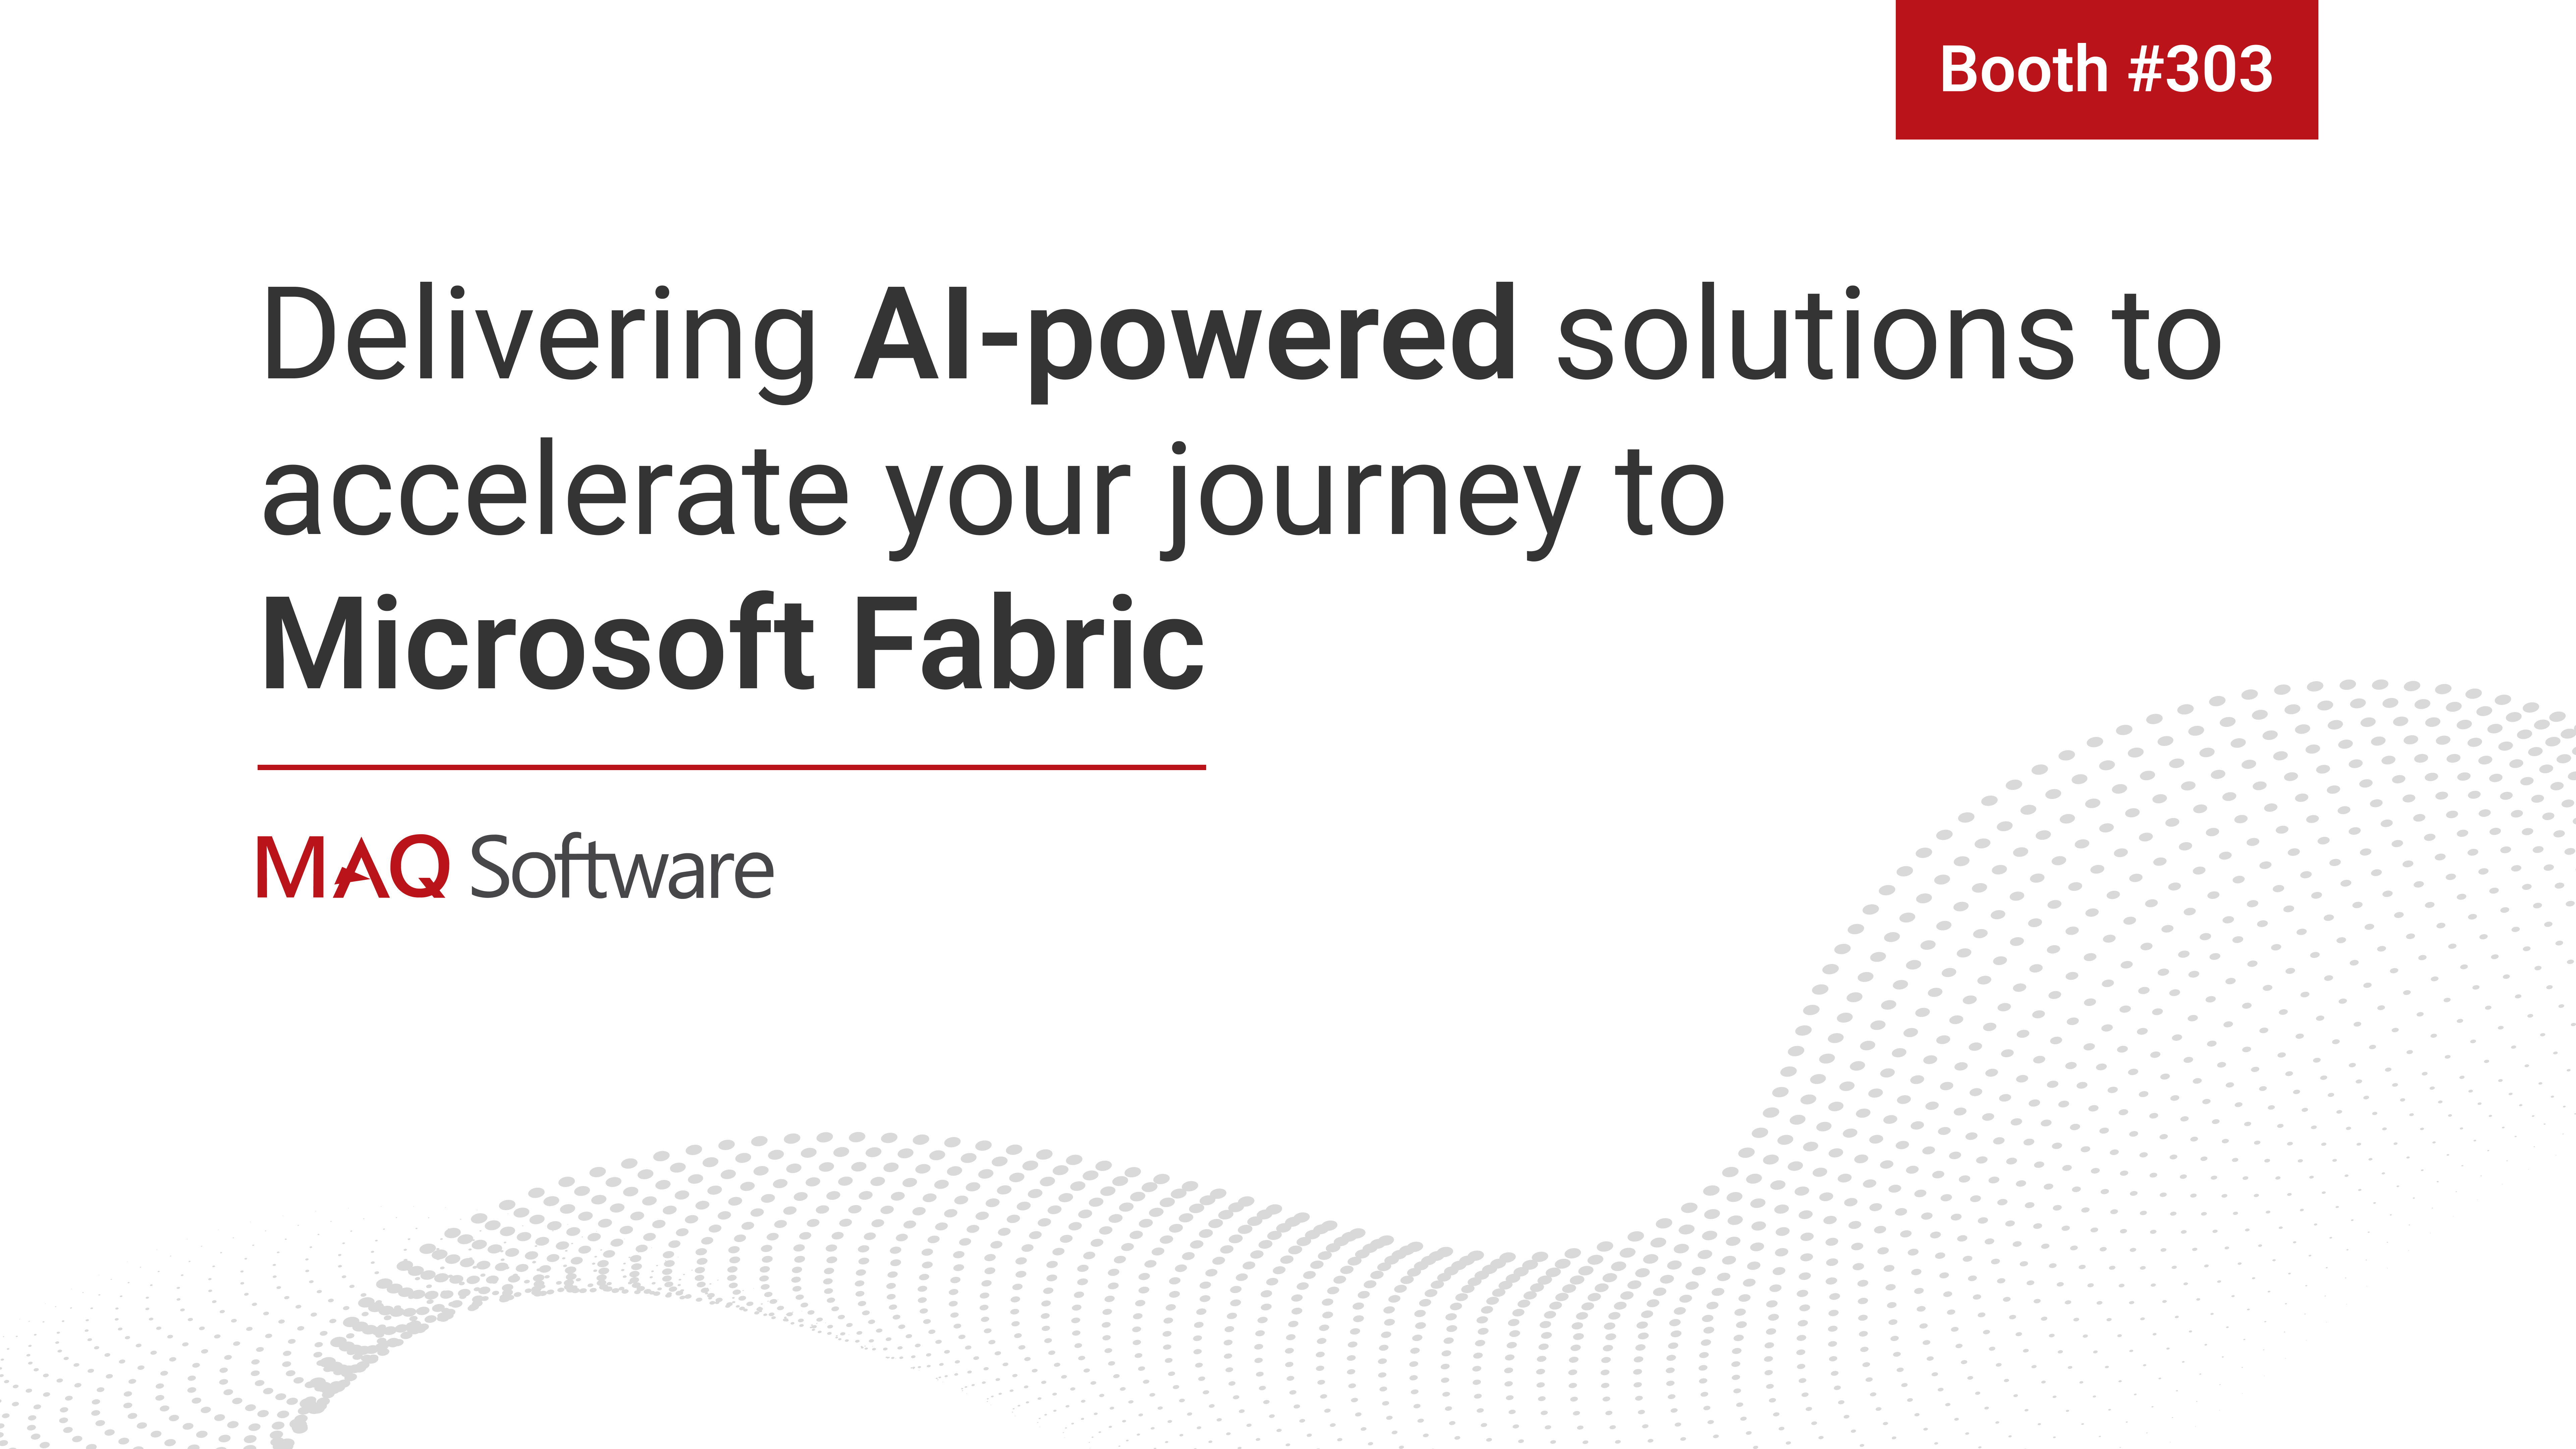 Booth #303
Delivering AI-powered solutions to
accelerate your journey to
Microsoft Fabric
MAQ Software